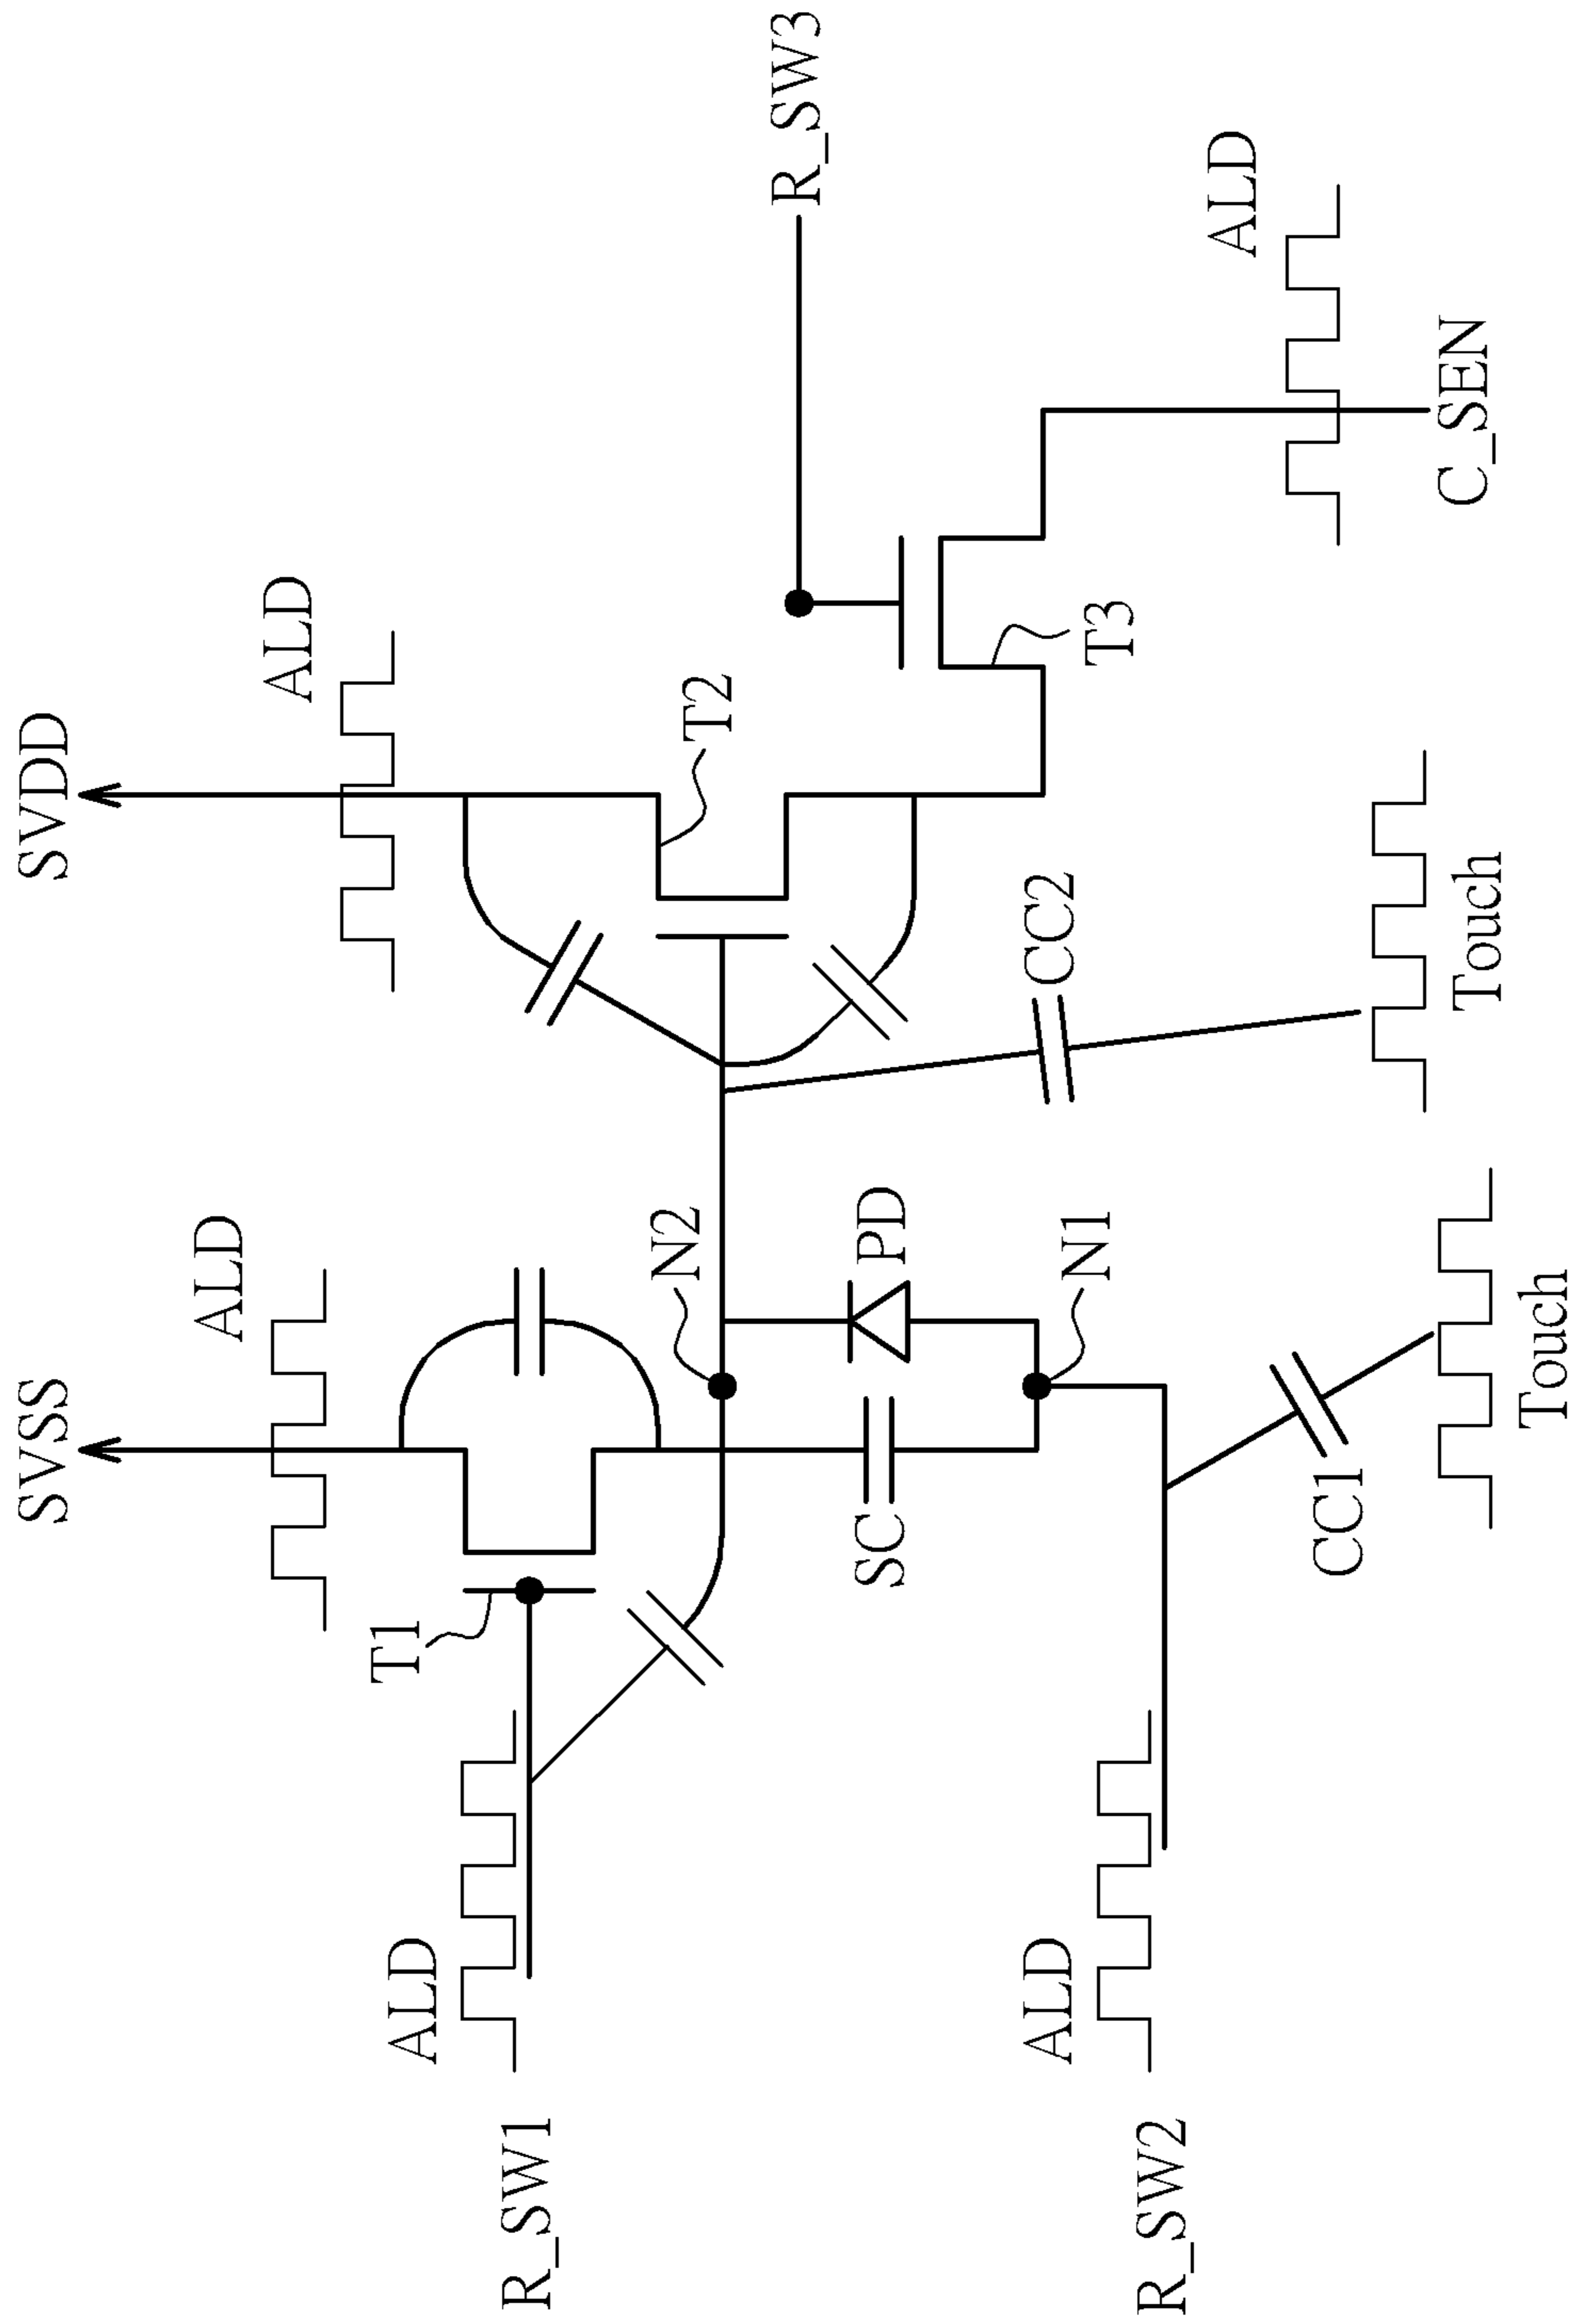 SVSS
SVDD
ALD
ALD
T1
ALD
R_SW1
N2
T2
R_SW3
SC
PD
CC2
T3
ALD
N1
ALD
R_SW2
CC1
Touch
Touch
C_SEN